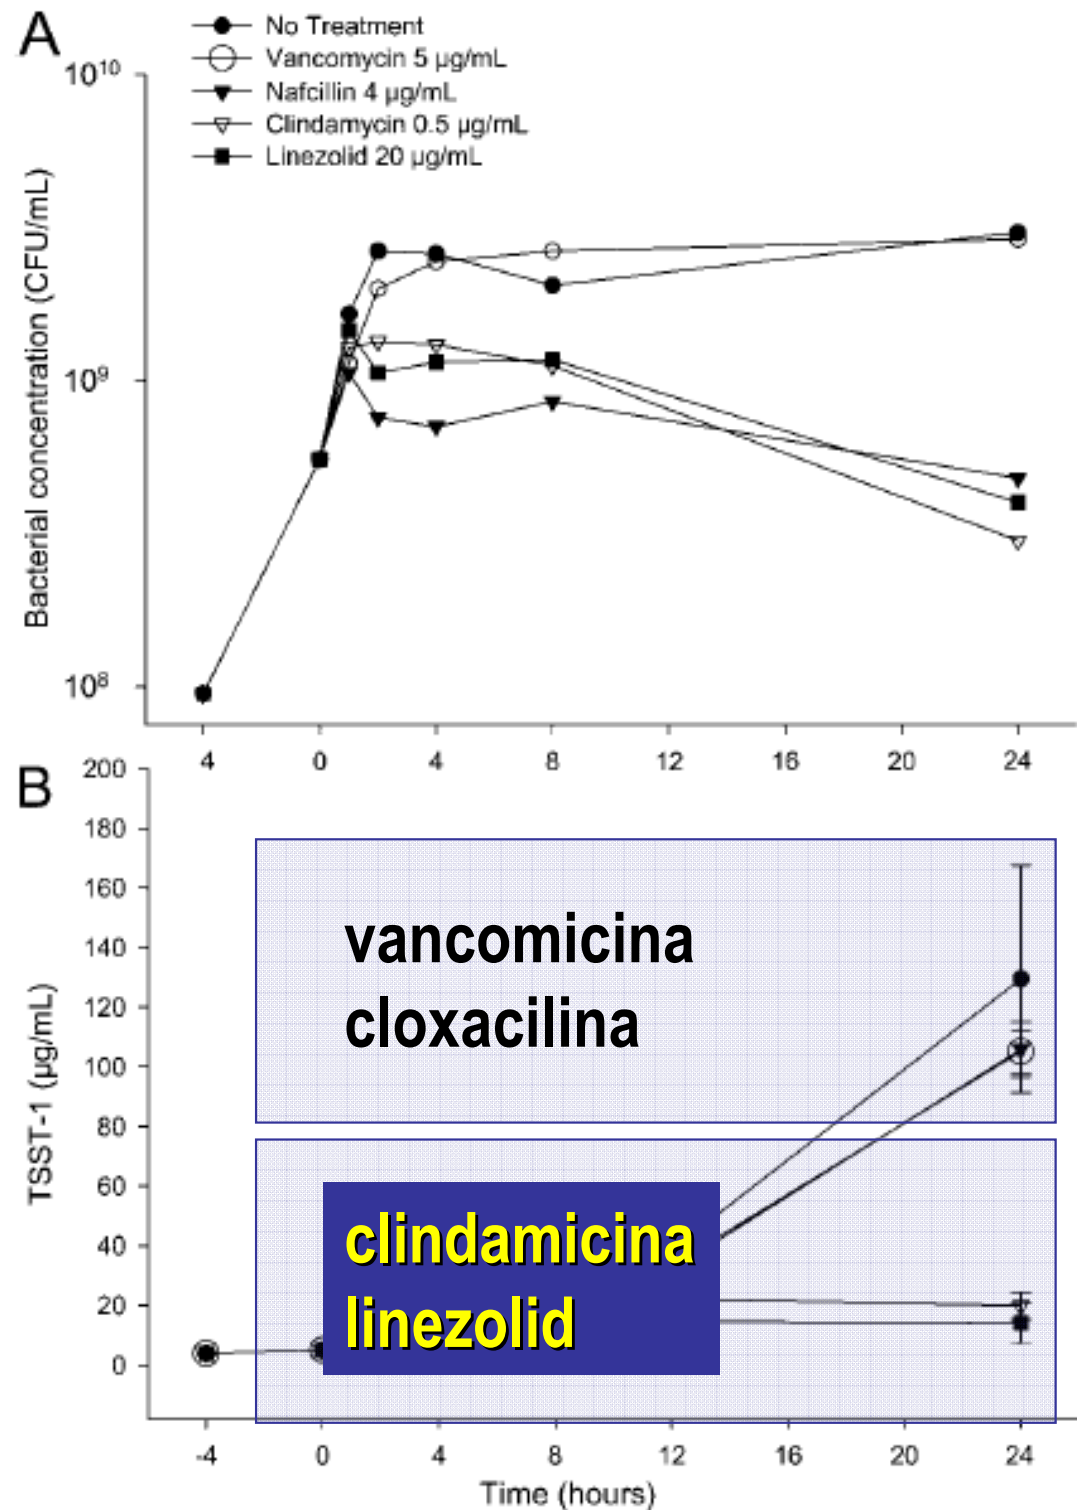 A
No Treatment
Vancomycin 5 µg/mL
Nafcillin 4 µg/mL
Clindamycin 0.5 µg/mL
Linezolid 20 µg/mL
Bacterial concentration (CFU/mL)
10¹⁰
10⁹
10⁸
4 0 4 8 12 16 20 24
B
TSST-1 (µg/mL)
200
180
160
140
120
100
80
60
40
20
0
vancomicina
cloxacilina
clindamicina
linezolid
-4 0 4 8 12 16 20 24
Time (hours)